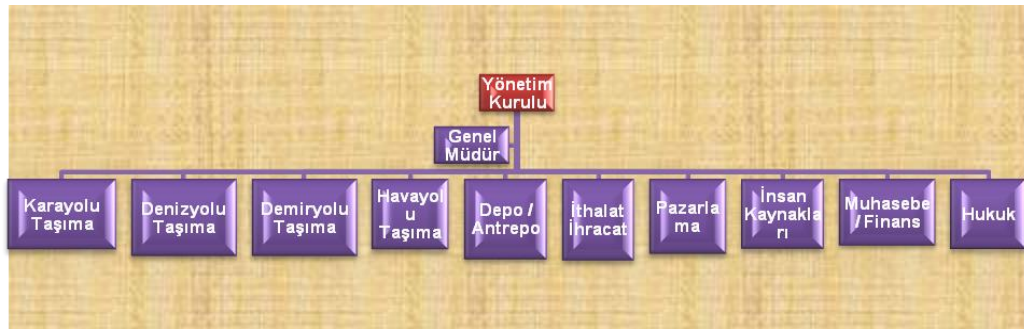 Yönetim
Kurulu
Genel
Müdür
Karayolu
Taşıma
Denizyolu
Taşıma
Demiryolu
Taşıma
Havayol
u
Taşıma
Depo /
Antrepo
İthalat
İhracat
Pazarla
ma
İnsan
Kaynakla
rı
Muhasebe
/ Finans
Hukuk